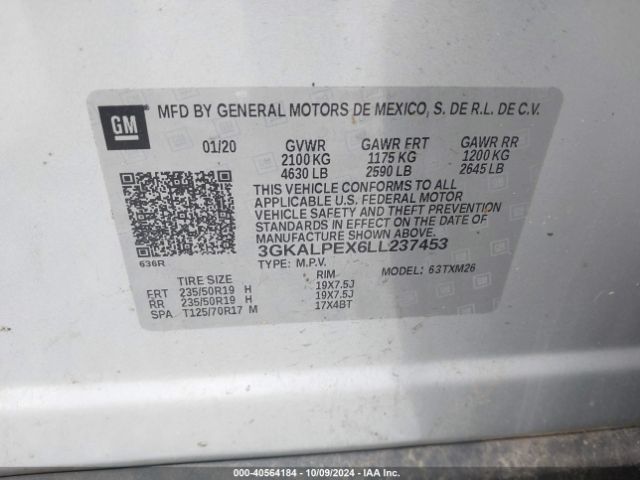 GM
MFD BY GENERAL MOTORS DE MEXICO, S. DE R.L. DE C.V.
01/20 GVWR GAWR FRT GAWR RR
2100 KG 1175 KG 1200 KG
4630 LB 2590 LB 2645 LB
THIS VEHICLE CONFORMS TO ALL
APPLICABLE U.S. FEDERAL MOTOR
VEHICLE SAFETY AND THEFT PREVENTION
STANDARDS IN EFFECT ON THE DATE OF
MANUFACTURE SHOWN ABOVE.
3GKALPEX6LL237453
636R
TYPE: M.P.V. MODEL: 63TXM26
TIRE SIZE RIM
FRT 235/50R19 H 19X7.5J
RR 235/50R19 H 19X7.5J
SPA T125/70R17 M 17X4BT
000-40564184 | 10/09/2024 | IAA Inc.